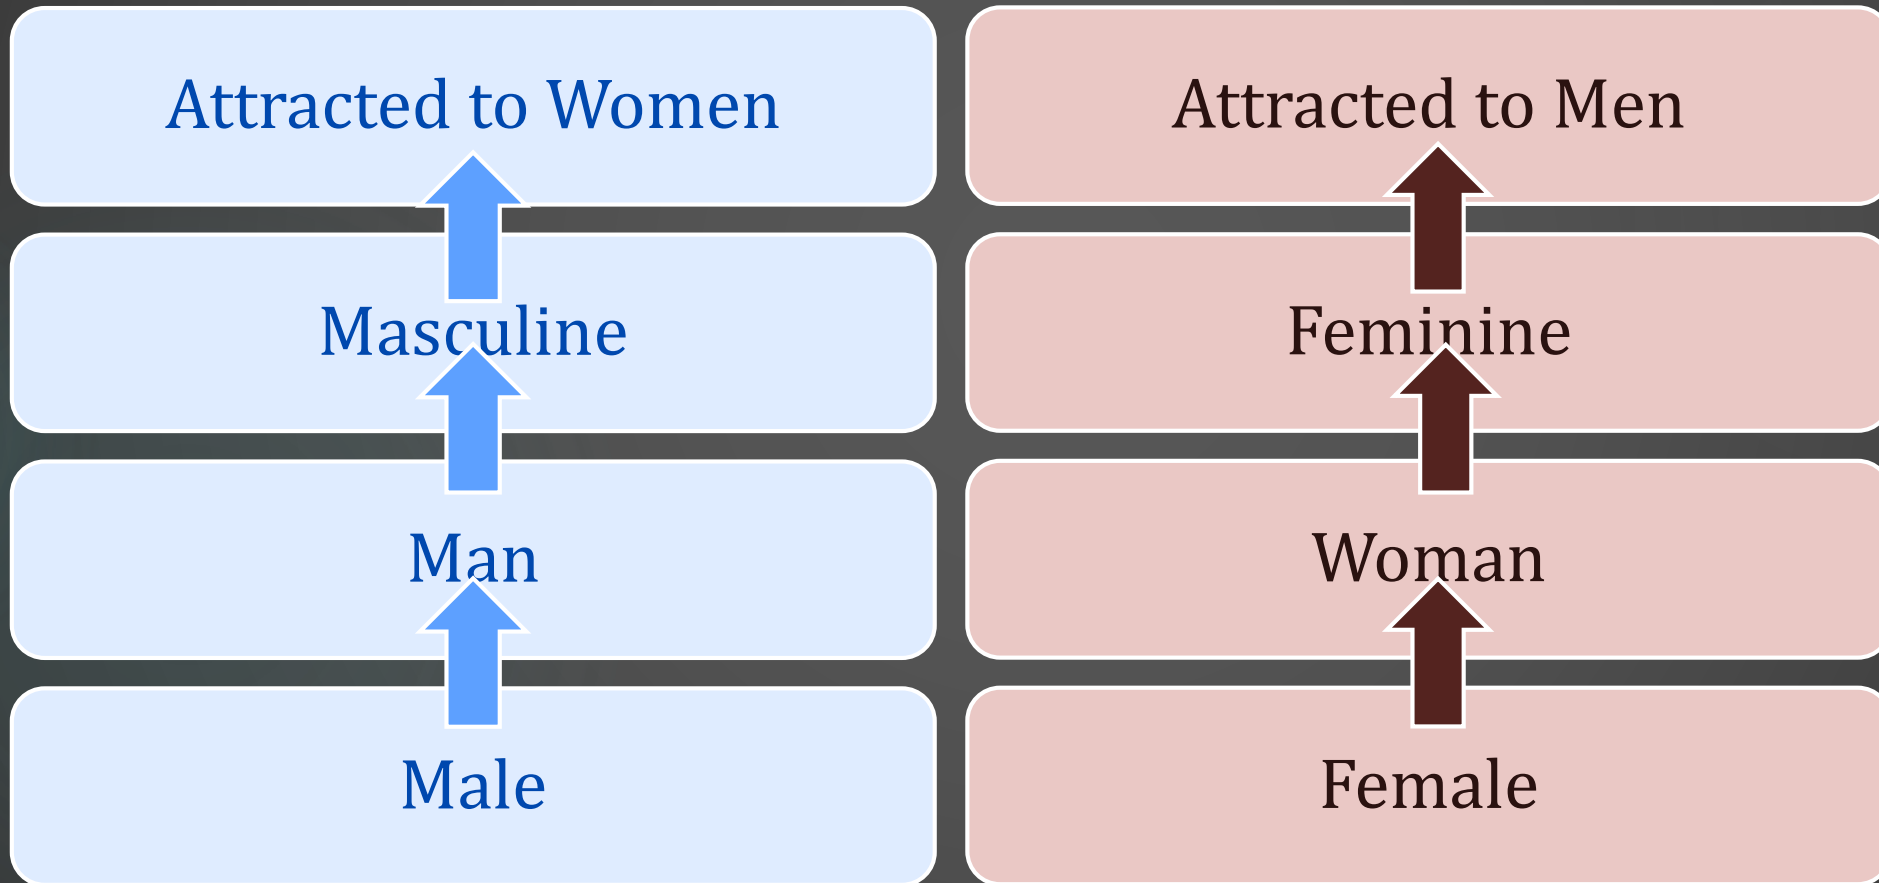 Attracted to Women
Masculine
Man
Male
Attracted to Men
Feminine
Woman
Female